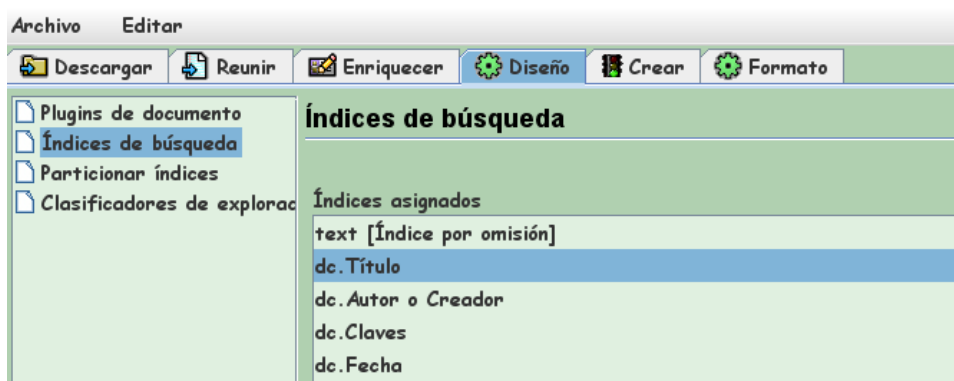 Archivo Editar
Descargar Reunir Enriquecer Diseño Crear Formato
Plugins de documento
Índices de búsqueda
Particionar índices
Clasificadores de explorac
Índices de búsqueda
Índices asignados
text [Índice por omisión]
dc.Título
dc.Autor o Creador
dc.Claves
dc.Fecha